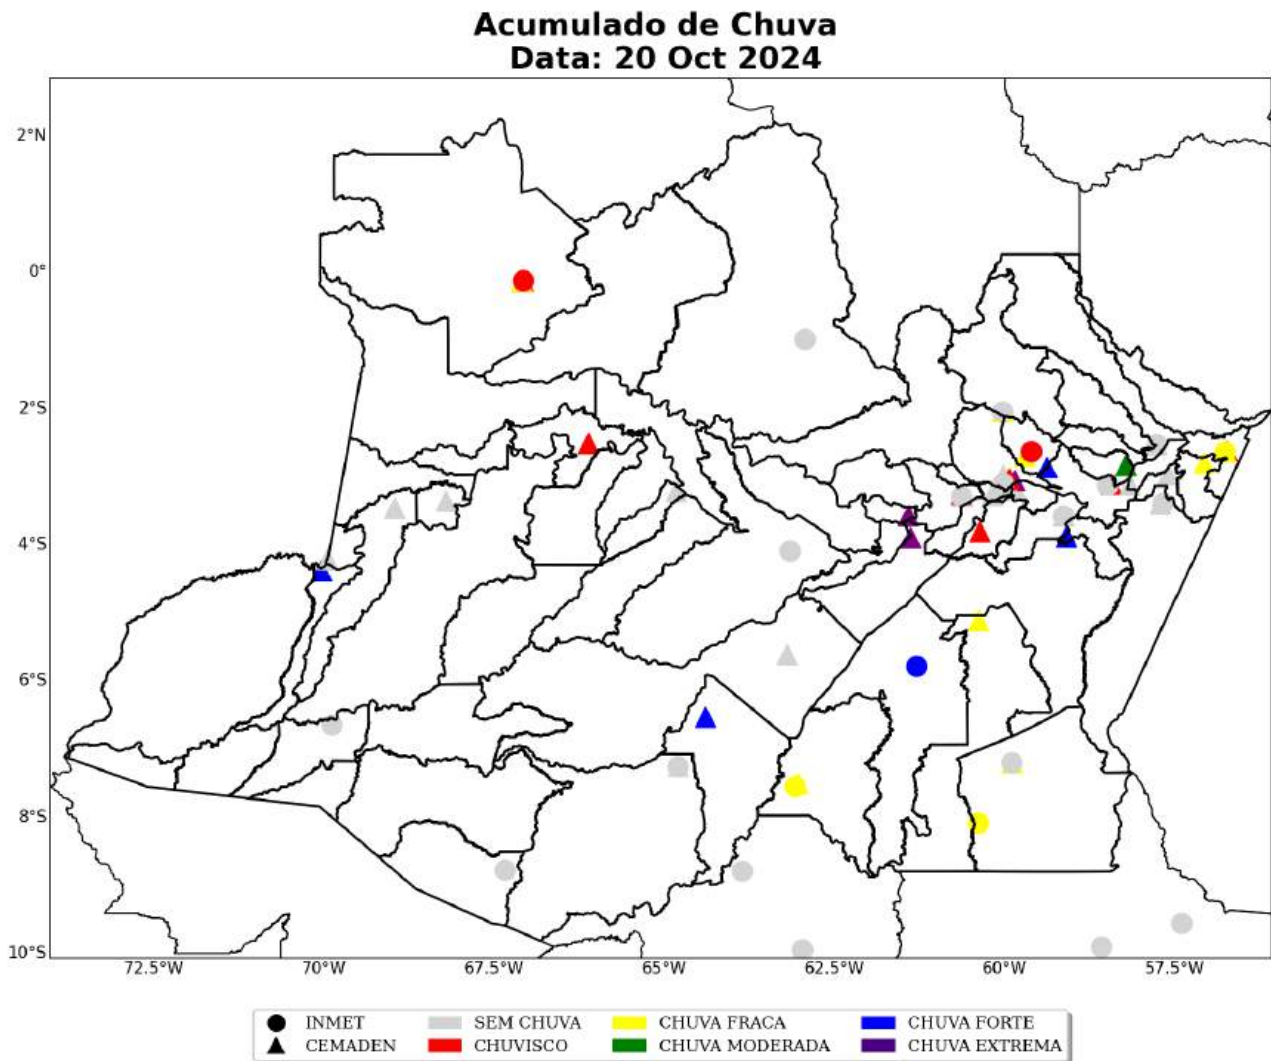 Acumulado de Chuva
Data: 20 Oct 2024
2°N
0°
2°S
4°S
6°S
8°S
10°S
72.5°W 70°W 67.5°W 65°W 62.5°W 60°W 57.5°W
INMET SEM CHUVA CHUVA FRACA CHUVA FORTE
CEMADEN CHUVISCO CHUVA MODERADA CHUVA EXTREMA